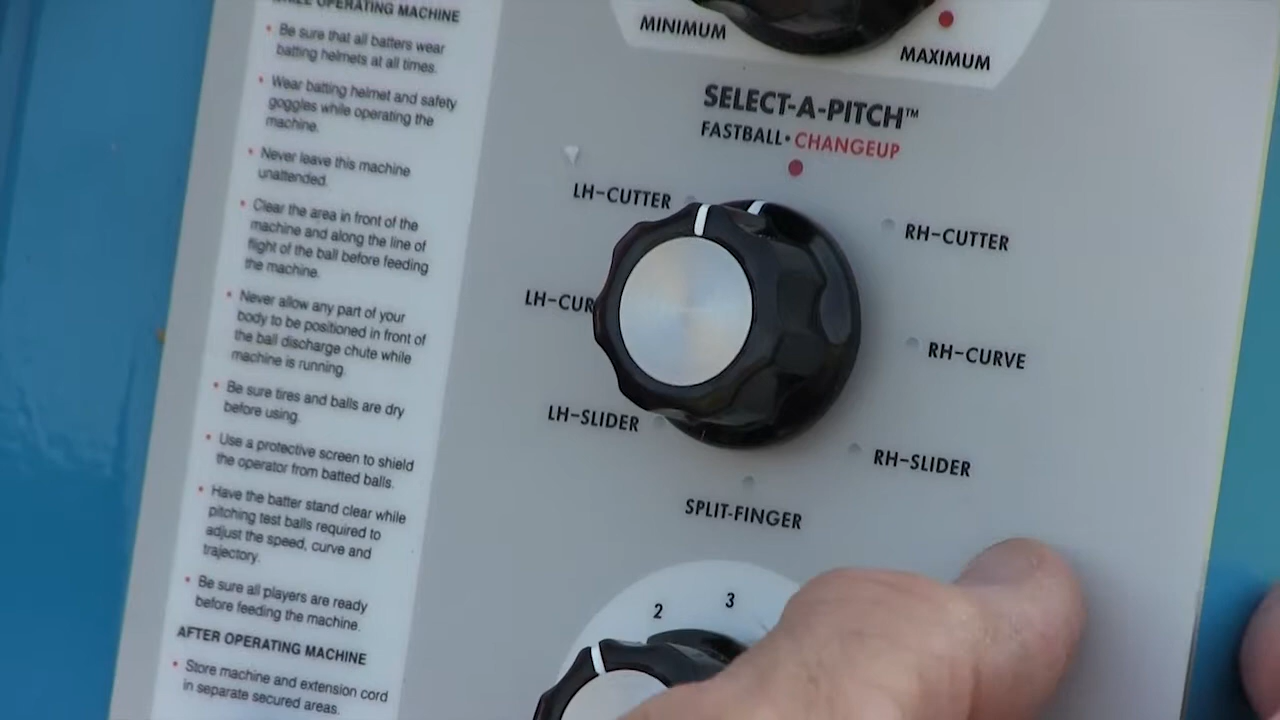 OPERATING MACHINE
• Be sure that all batters wear
batting helmets at all times.
• Wear batting helmet and safety
goggles while operating the
machine.
• Never leave this machine
unattended.
• Clear the area in front of the
machine and along the line of
flight of the ball before feeding
the machine.
• Never allow any part of your
body to be positioned in front of
the ball discharge chute while
machine is running.
• Be sure tires and balls are dry
before using.
• Use a protective screen to shield
the operator from batted balls.
• Have the batter stand clear while
pitching test balls required to
adjust the speed, curve and
trajectory.
• Be sure all players are ready
before feeding the machine.
AFTER OPERATING MACHINE
• Store machine and extension cord
in separate secured areas.
MINIMUM
MAXIMUM
SELECT-A-PITCH™
FASTBALL • CHANGEUP
LH-CUTTER
RH-CUTTER
LH-CUR
RH-CURVE
LH-SLIDER
RH-SLIDER
SPLIT-FINGER
2 3